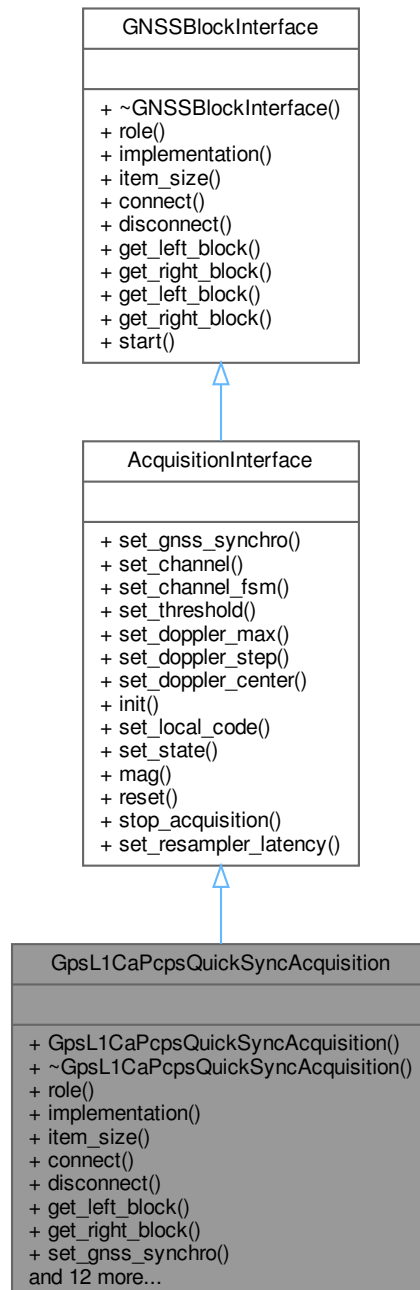 GNSSBlockInterface
+ ~GNSSBlockInterface()
+ role()
+ implementation()
+ item_size()
+ connect()
+ disconnect()
+ get_left_block()
+ get_right_block()
+ get_left_block()
+ get_right_block()
+ start()
AcquisitionInterface
+ set_gnss_synchro()
+ set_channel()
+ set_channel_fsm()
+ set_threshold()
+ set_doppler_max()
+ set_doppler_step()
+ set_doppler_center()
+ init()
+ set_local_code()
+ set_state()
+ mag()
+ reset()
+ stop_acquisition()
+ set_resampler_latency()
GpsL1CaPcpsQuickSyncAcquisition
+ GpsL1CaPcpsQuickSyncAcquisition()
+ ~GpsL1CaPcpsQuickSyncAcquisition()
+ role()
+ implementation()
+ item_size()
+ connect()
+ disconnect()
+ get_left_block()
+ get_right_block()
+ set_gnss_synchro()
and 12 more...